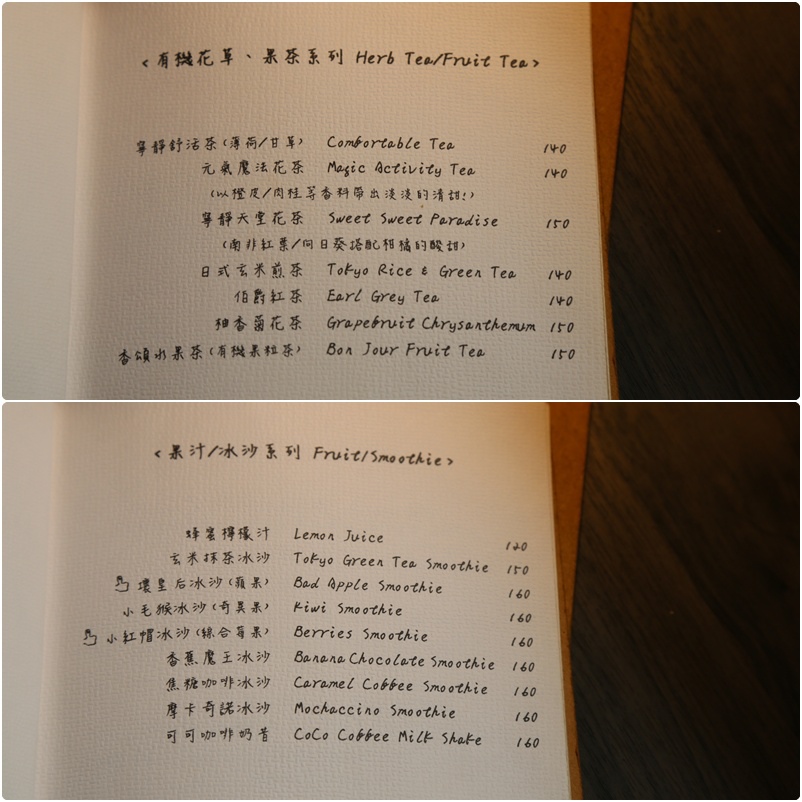 <有機花草、果茶系列 Herb Tea/Fruit Tea>
寧靜舒活茶(薄荷/甘草) Comfortable Tea 140
元氣魔法花茶 Magic Activity Tea 140
(以橙皮/肉桂等香料帶出淡淡的清甜!)
寧靜天堂花茶 Sweet Sweet Paradise 150
(南非紅葉/向日葵搭配柑橘的酸甜)
日式玄米煎茶 Tokyo Rice & Green Tea 140
伯爵紅茶 Earl Grey Tea 140
柚香菊花茶 Grapefruit Chrysanthemum 150
香頌水果茶(有機果粒茶) Bon Jour Fruit Tea 150
<果汁/冰沙系列 Fruit/Smoothie>
蜂蜜檸檬汁 Lemon Juice 120
玄米抹茶冰沙 Tokyo Green Tea Smoothie 150
壞皇后冰沙(蘋果) Bad Apple Smoothie 160
小毛猴冰沙(奇異果) Kiwi Smoothie 160
小紅帽冰沙(綜合莓果) Berries Smoothie 160
香蕉魔王冰沙 Banana Chocolate Smoothie 160
焦糖咖啡冰沙 Caramel Coffee Smoothie 160
摩卡奇諾冰沙 Mochaccino Smoothie 160
可可咖啡奶昔 CoCo Coffee Milk Shake 160